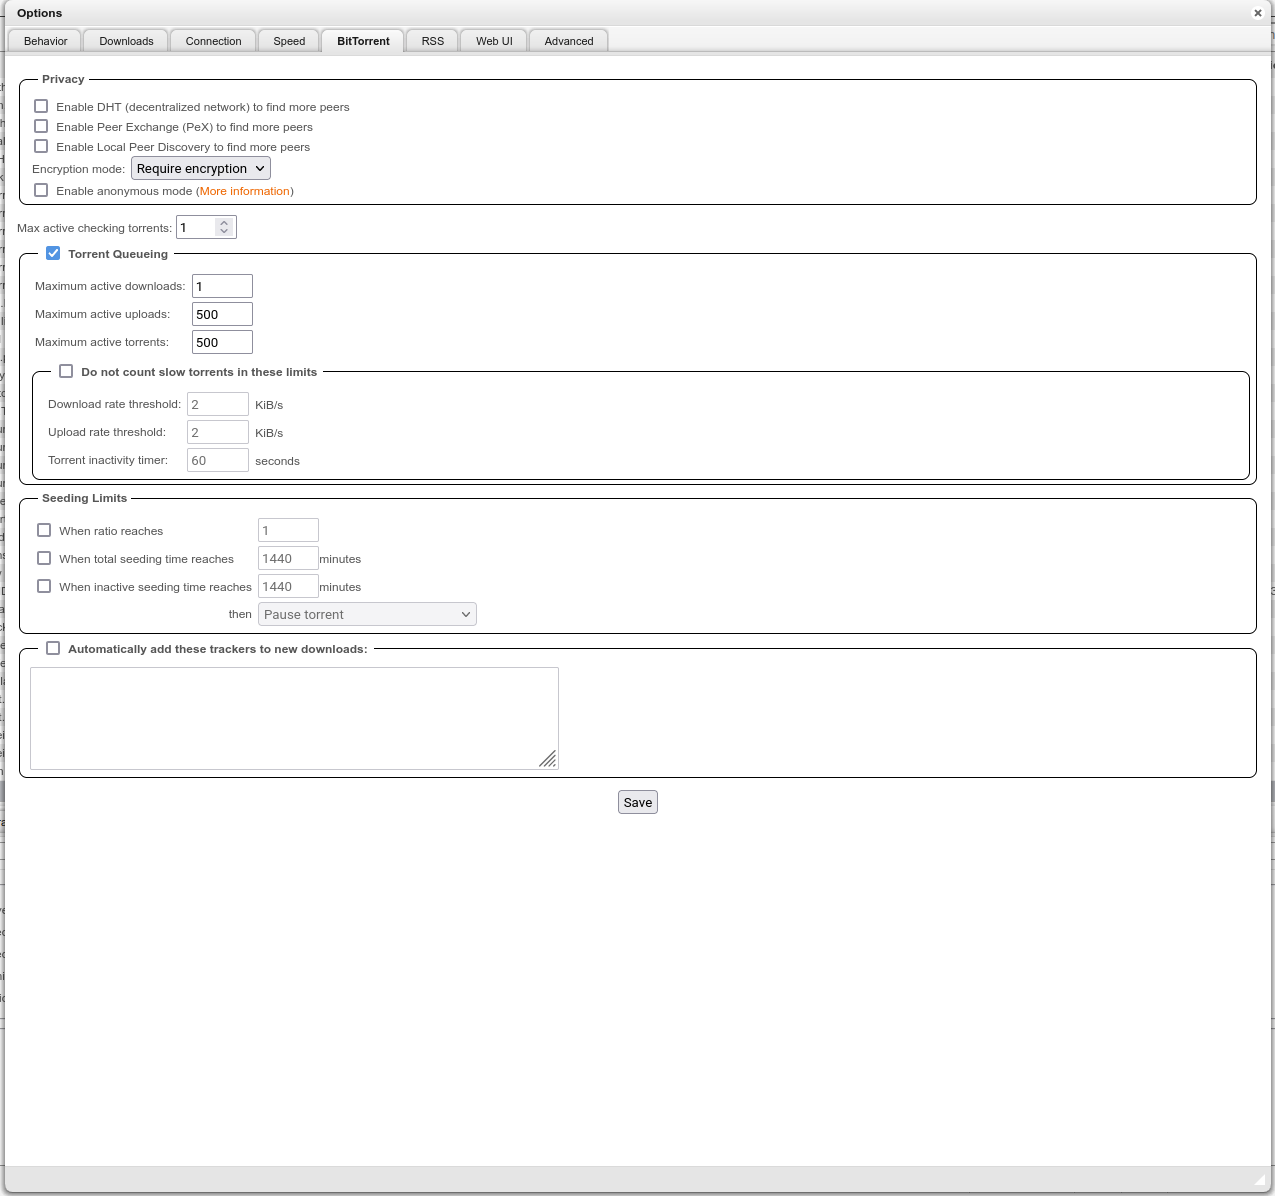 Options
Behavior Downloads Connection Speed BitTorrent RSS Web UI Advanced
Privacy
Enable DHT (decentralized network) to find more peers
Enable Peer Exchange (PeX) to find more peers
Enable Local Peer Discovery to find more peers
Encryption mode: Require encryption
Enable anonymous mode (More information)
Max active checking torrents: 1
Torrent Queueing
Maximum active downloads: 1
Maximum active uploads: 500
Maximum active torrents: 500
Do not count slow torrents in these limits
Download rate threshold: 2 KiB/s
Upload rate threshold: 2 KiB/s
Torrent inactivity timer: 60 seconds
Seeding Limits
When ratio reaches 1
When total seeding time reaches 1440 minutes
When inactive seeding time reaches 1440 minutes
then Pause torrent
Automatically add these trackers to new downloads:
Save